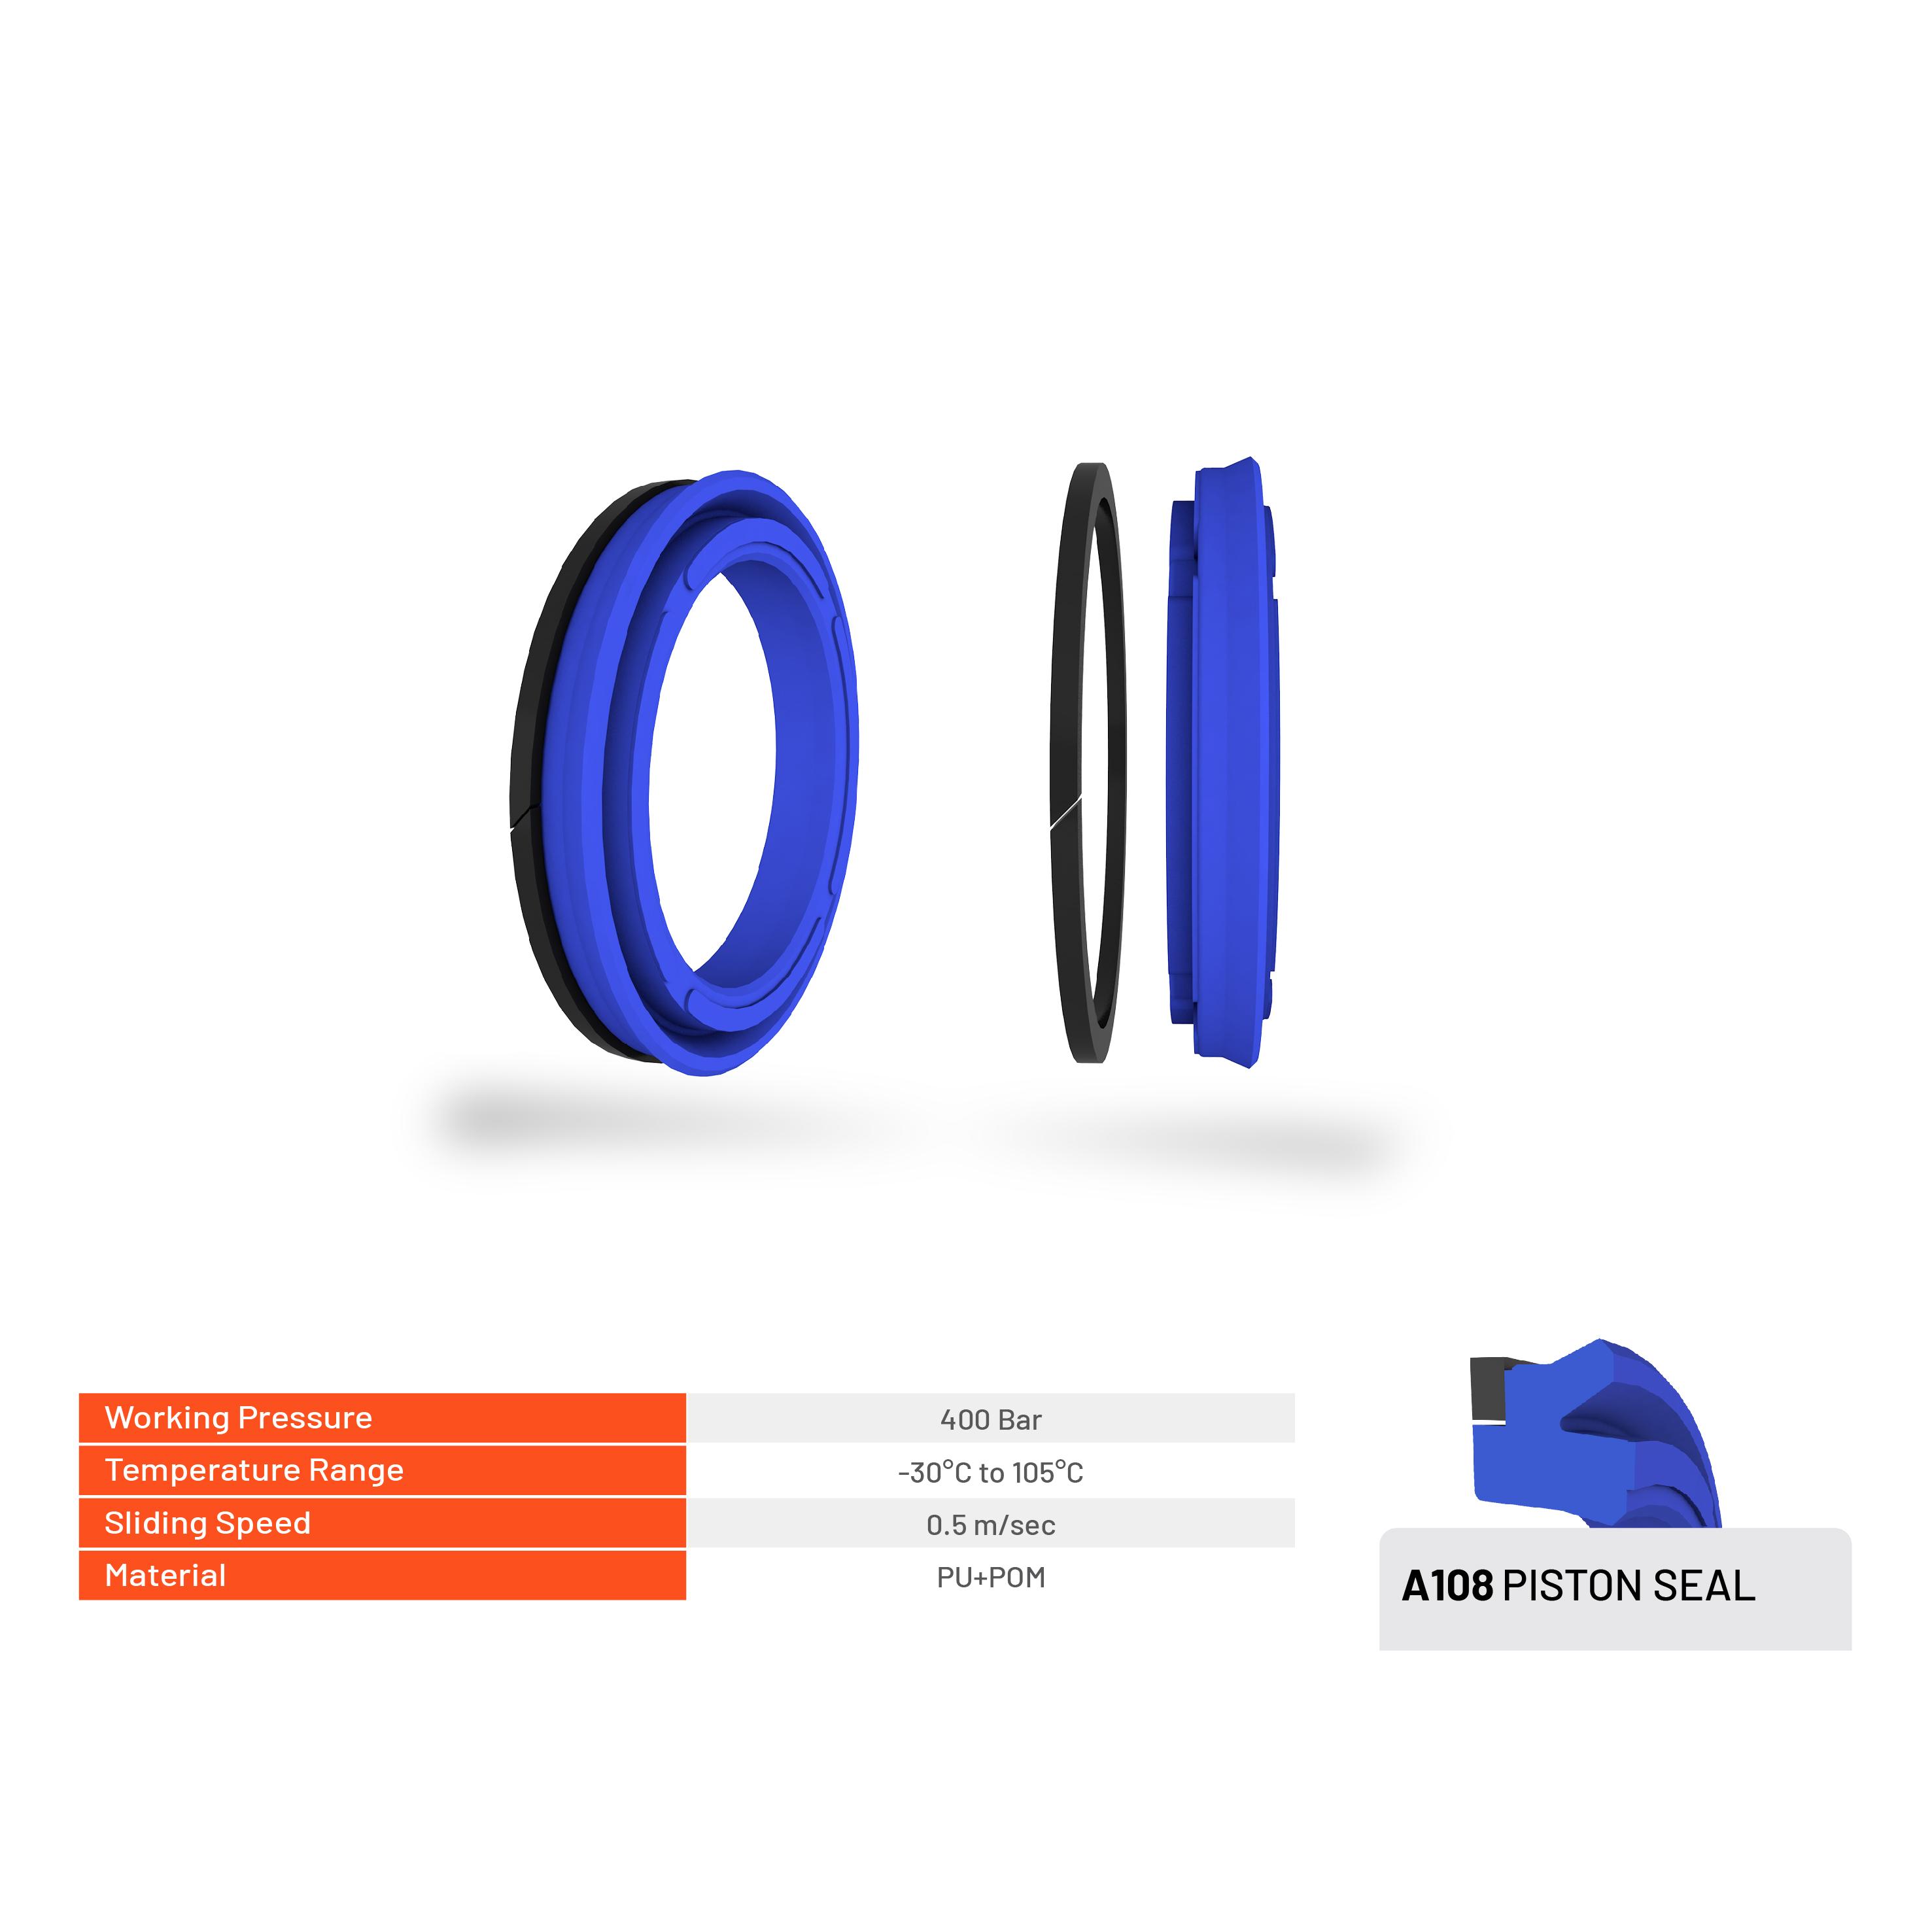 Working Pressure 400 Bar
Temperature Range -30°C to 105°C
Sliding Speed 0.5 m/sec
Material PU+POM
A108 PISTON SEAL